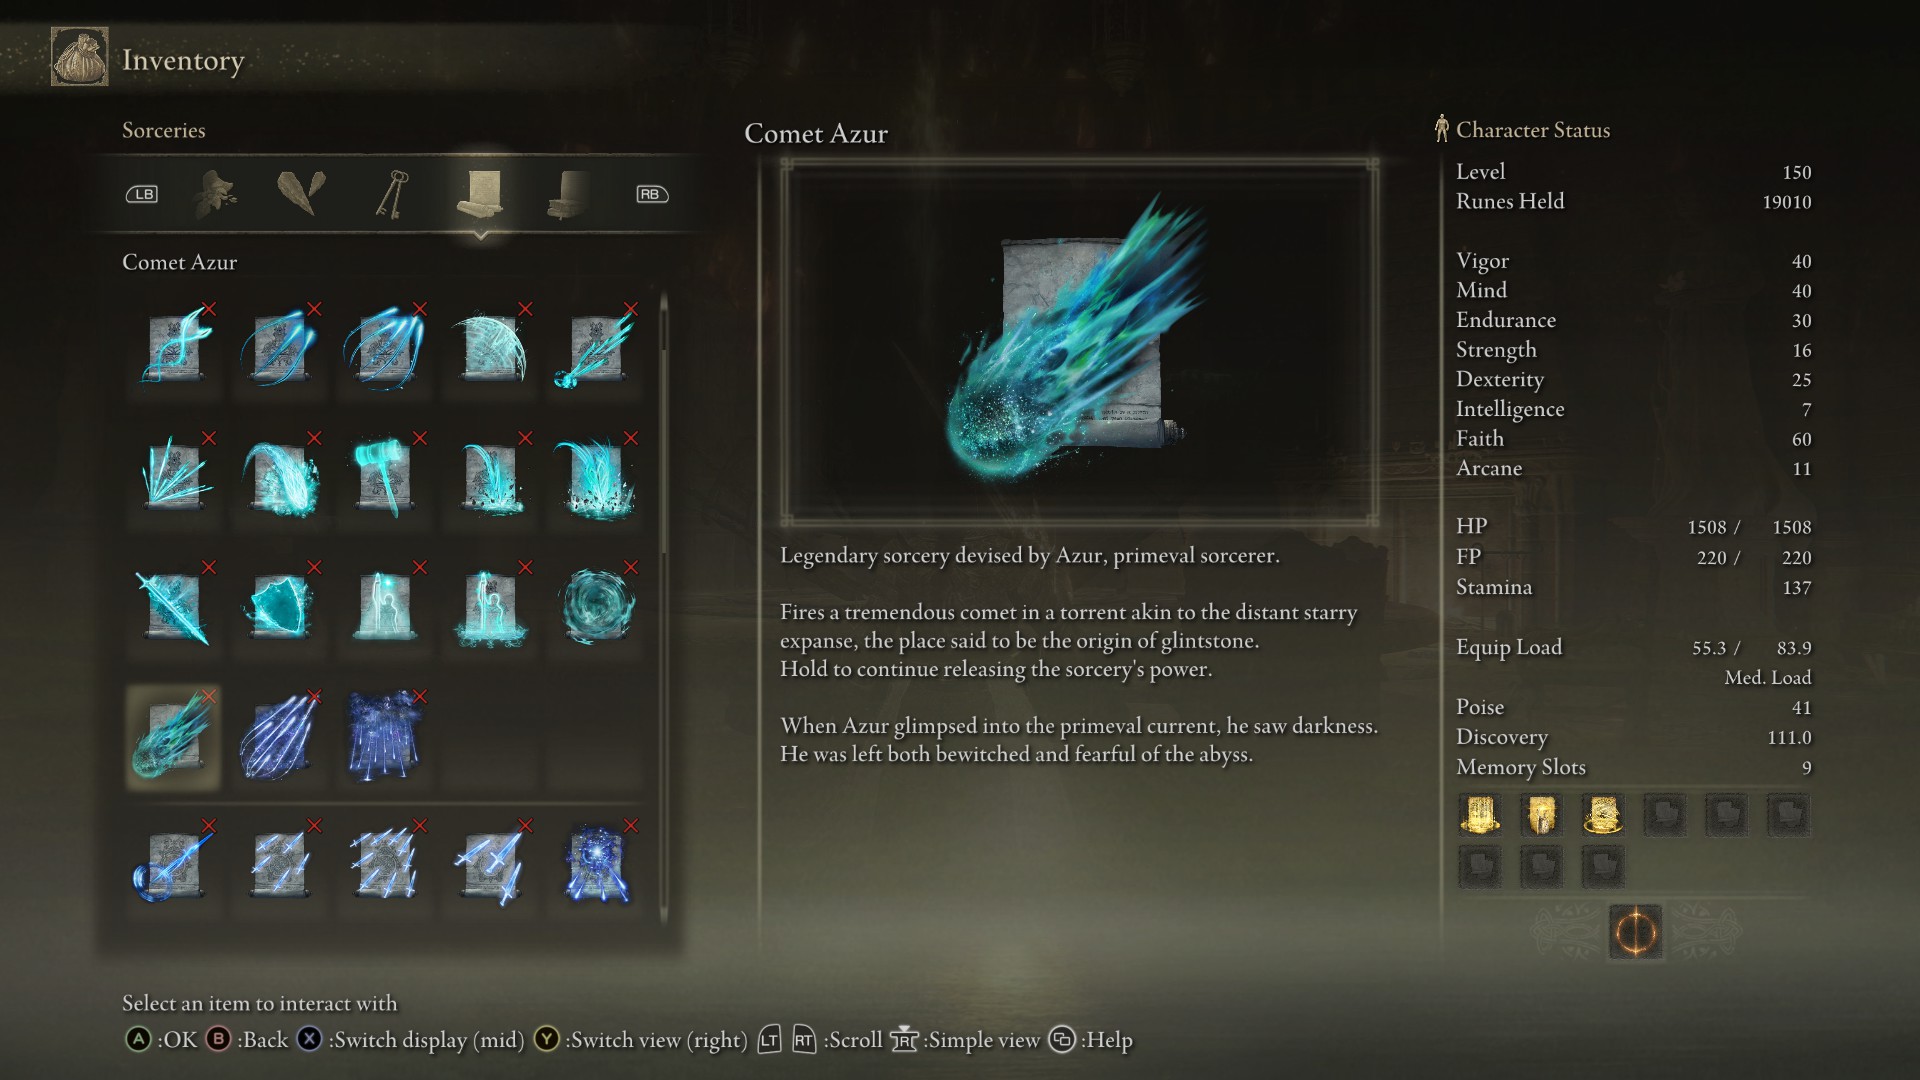 Inventory
Sorceries
LB
RB
Comet Azur
Comet Azur
Legendary sorcery devised by Azur, primeval sorcerer.
Fires a tremendous comet in a torrent akin to the distant starry
expanse, the place said to be the origin of glintstone.
Hold to continue releasing the sorcery's power.
When Azur glimpsed into the primeval current, he saw darkness.
He was left both bewitched and fearful of the abyss.
Character Status
Level 150
Runes Held 19010
Vigor 40
Mind 40
Endurance 30
Strength 16
Dexterity 25
Intelligence 7
Faith 60
Arcane 11
HP 1508 / 1508
FP 220 / 220
Stamina 137
Equip Load 55.3 / 83.9
Med. Load
Poise 41
Discovery 111.0
Memory Slots 9
Select an item to interact with
A :OK B :Back X :Switch display (mid) Y :Switch view (right) LT RT :Scroll R :Simple view :Help